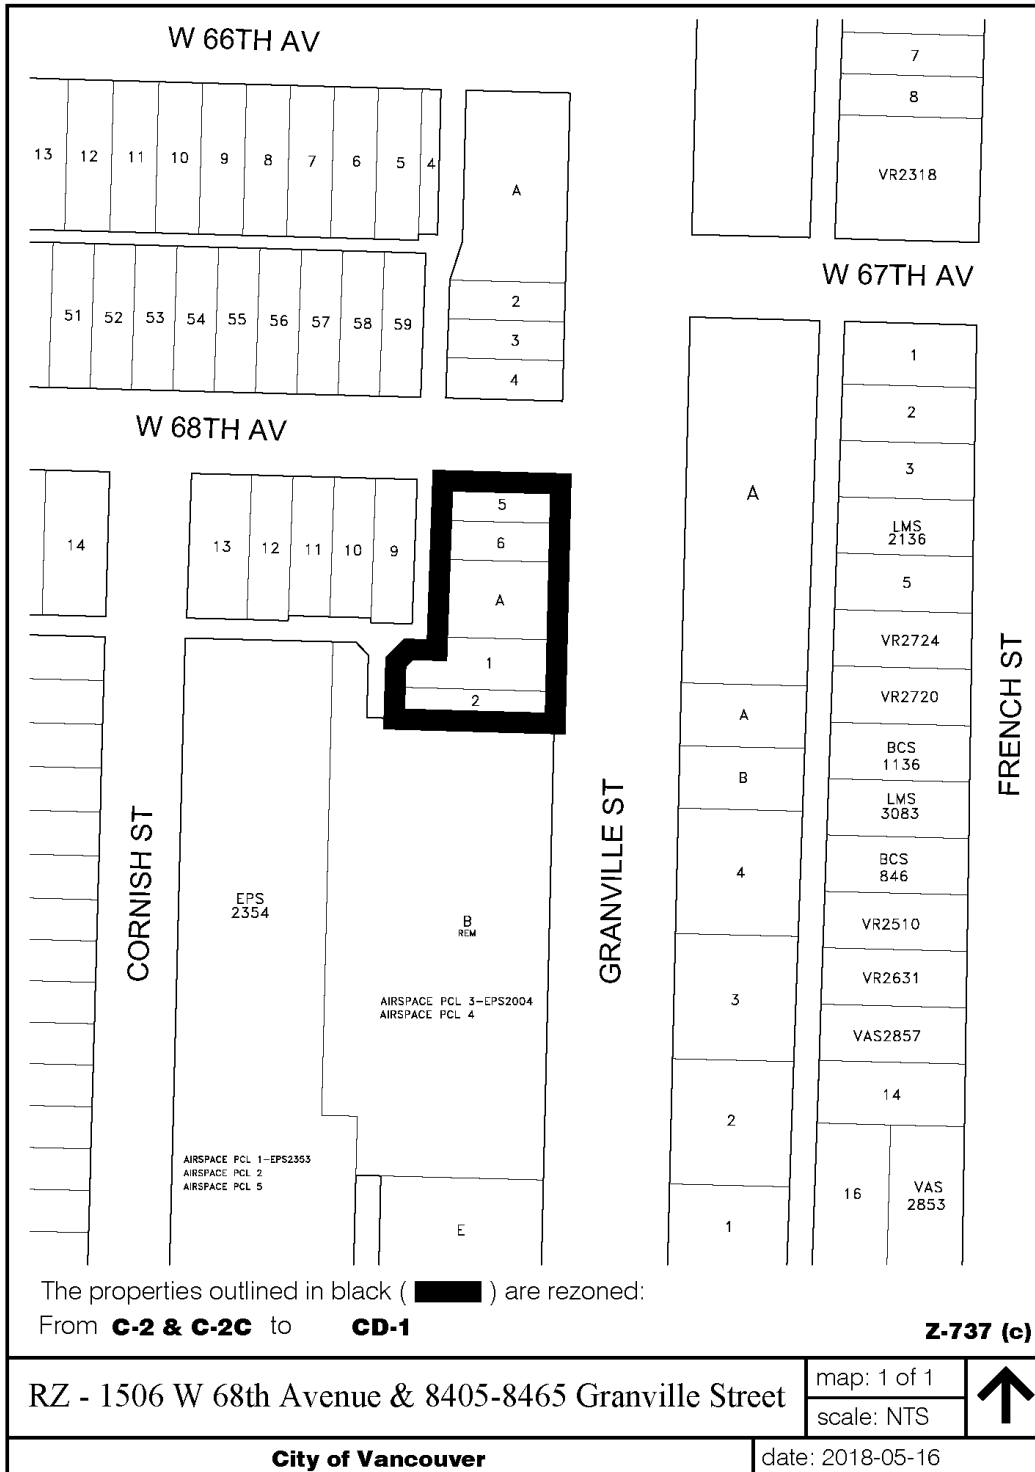 W 66TH AV
7
8
VR2318
13 12 11 10 9 8 7 6 5 4
A
W 67TH AV
51 52 53 54 55 56 57 58 59
2
3
4
W 68TH AV
1
2
3
LMS
2136
5
VR2724
VR2720
BCS
1136
LMS
3083
BCS
846
VR2510
VR2631
VAS2857
14
16
VAS
2853
FRENCH ST
A
A
B
4
3
2
1
14
13 12 11 10 9
5
6
A
1
2
GRANVILLE ST
CORNISH ST
EPS
2354
B
REM
AIRSPACE PCL 3-EPS2004
AIRSPACE PCL 4
AIRSPACE PCL 1-EPS2353
AIRSPACE PCL 2
AIRSPACE PCL 5
E
The properties outlined in black ( ) are rezoned:
From C-2 & C-2C to CD-1
Z-737 (c)
RZ - 1506 W 68th Avenue & 8405-8465 Granville Street
map: 1 of 1
scale: NTS
City of Vancouver
date: 2018-05-16